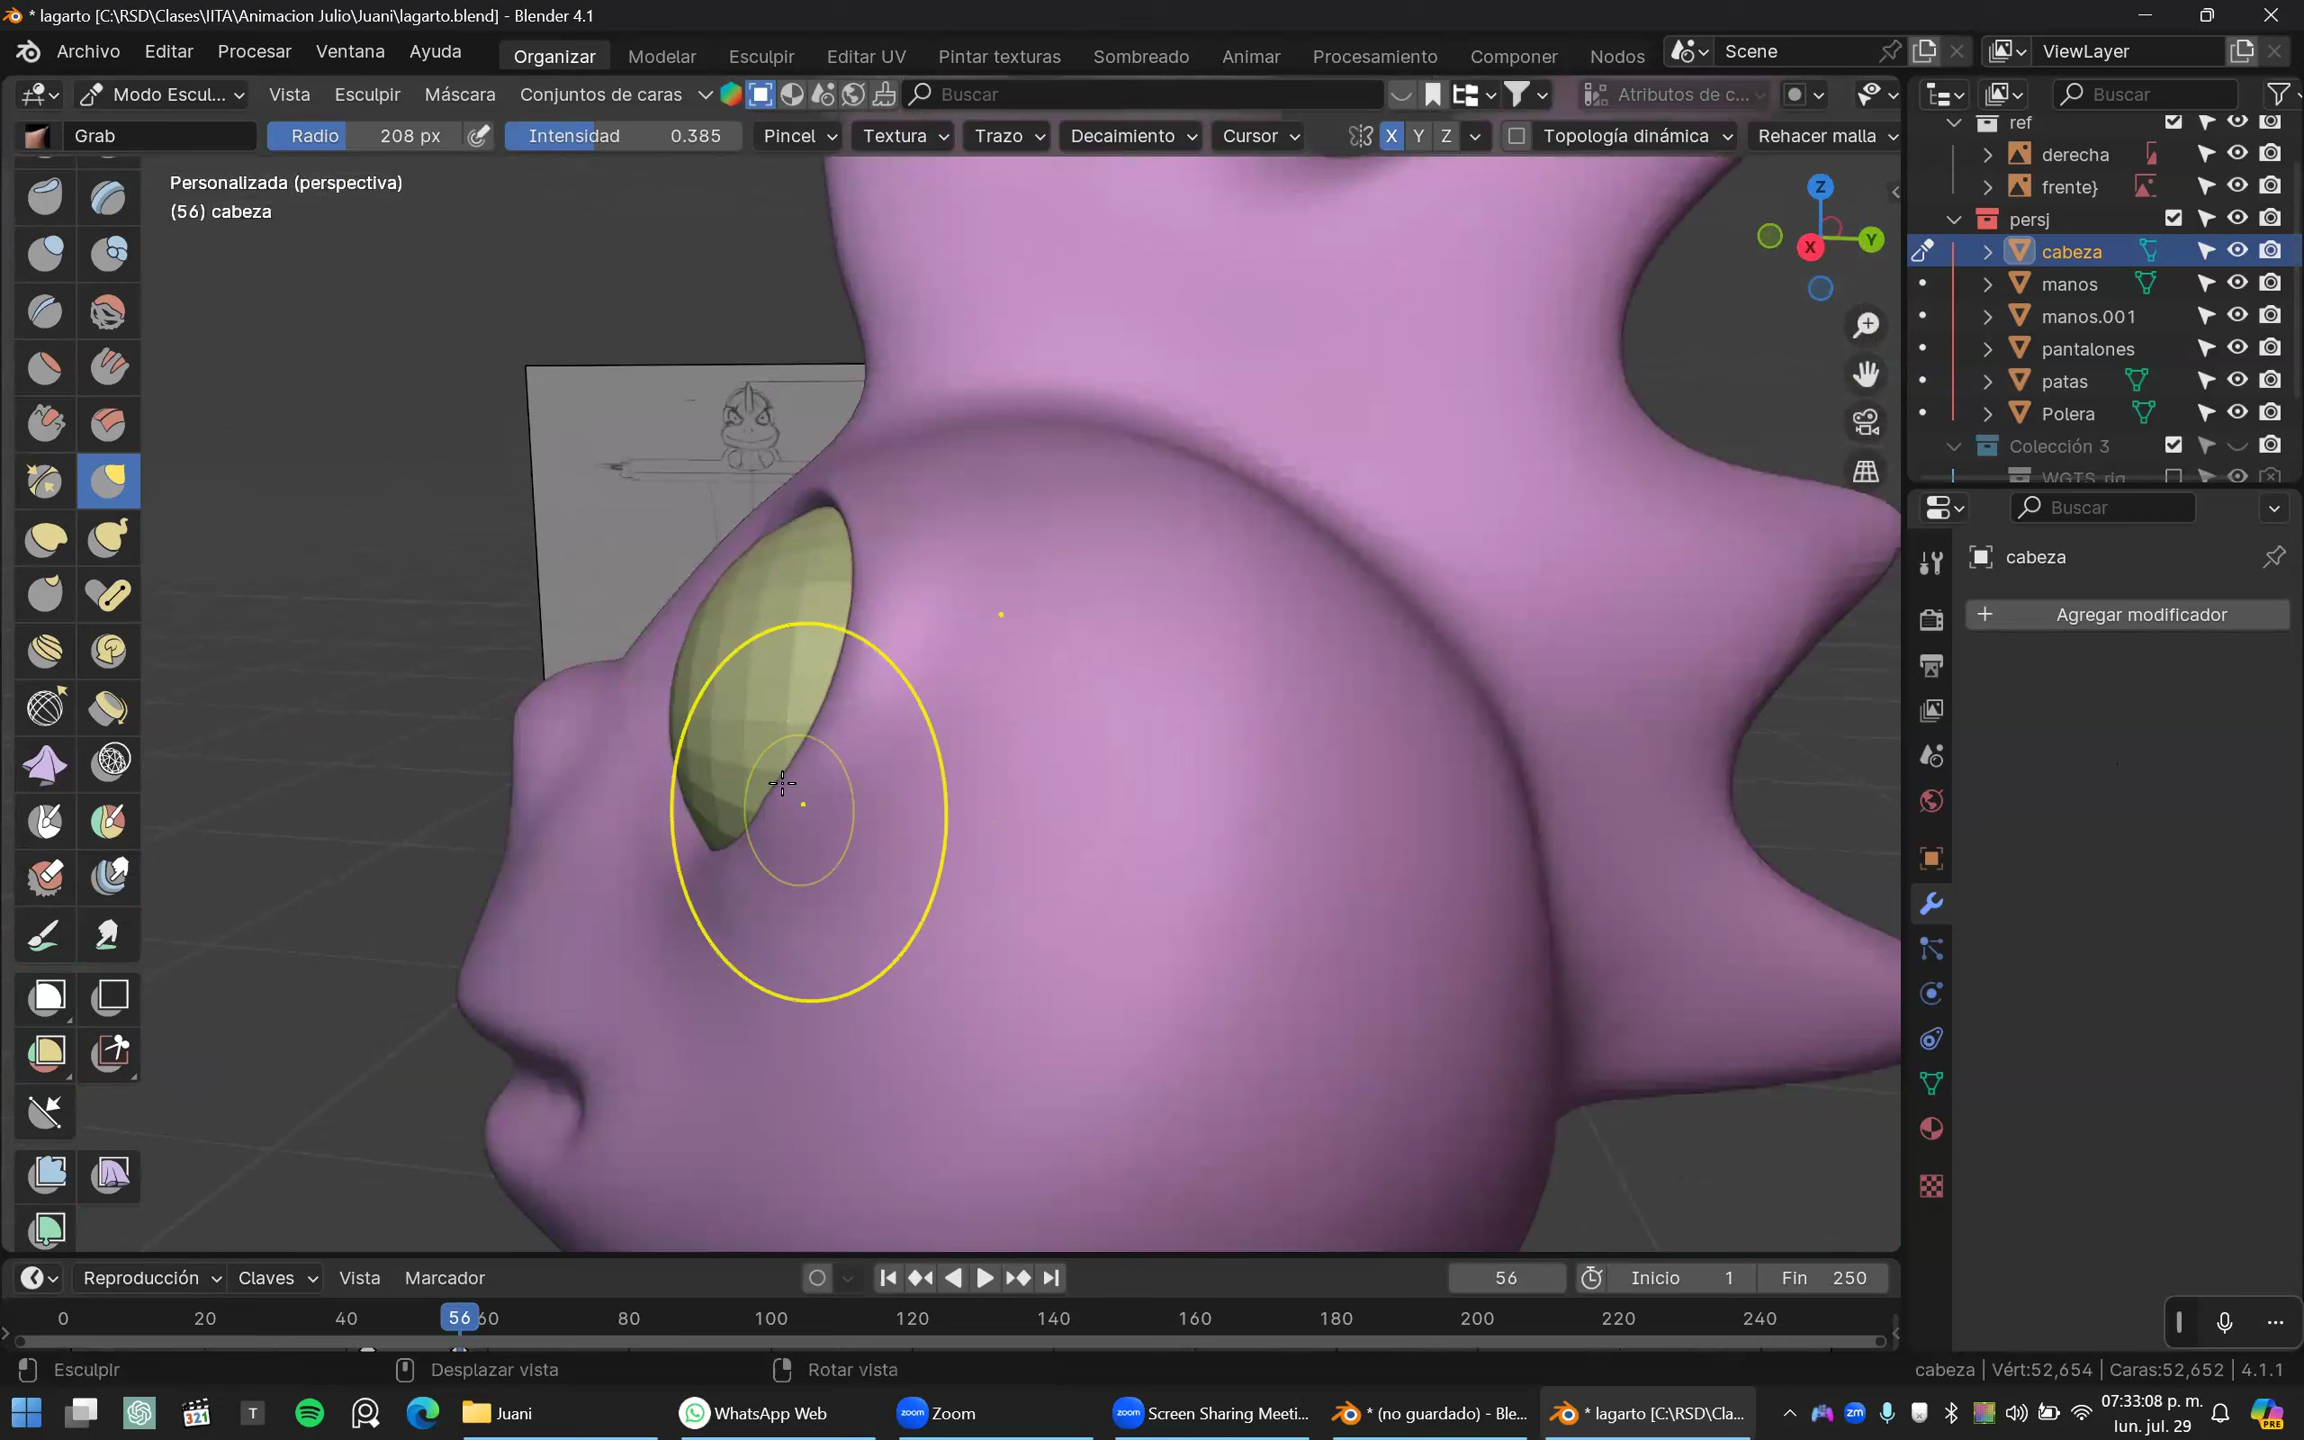 * lagarto [C:\RSD\Clases\IITA\Animacion Julio\Juani\lagarto.blend] - Blender 4.1
Archivo Editar Procesar Ventana Ayuda Organizar Modelar Esculpir Editar UV Pintar texturas Sombreado Animar Procesamiento Componer Nodos Scene ViewLayer
Modo Escul... Vista Esculpir Máscara Conjuntos de caras Buscar Atributos de c... Buscar
Grab Radio 208 px Intensidad 0.385 Pincel Textura Trazo Decaimiento Cursor X Y Z Topología dinámica Rehacer malla
ref
derecha
frente}
persj
cabeza
manos
manos.001
pantalones
patas
Polera
Colección 3
WGTS_rig
Personalizada (perspectiva)
(56) cabeza
Z
Y
X
Buscar
cabeza
Agregar modificador
Reproducción Claves Vista Marcador 56 Inicio 1 Fin 250
0 20 40 56 60 80 100 120 140 160 180 200 220 240
Esculpir Desplazar vista Rotar vista cabeza | Vért:52,654 | Caras:52,652 | 4.1.1
Juani WhatsApp Web Zoom Screen Sharing Meeti... * (no guardado) - Ble... * lagarto [C:\RSD\Cla...
07:33:08 p. m.
lun. jul. 29